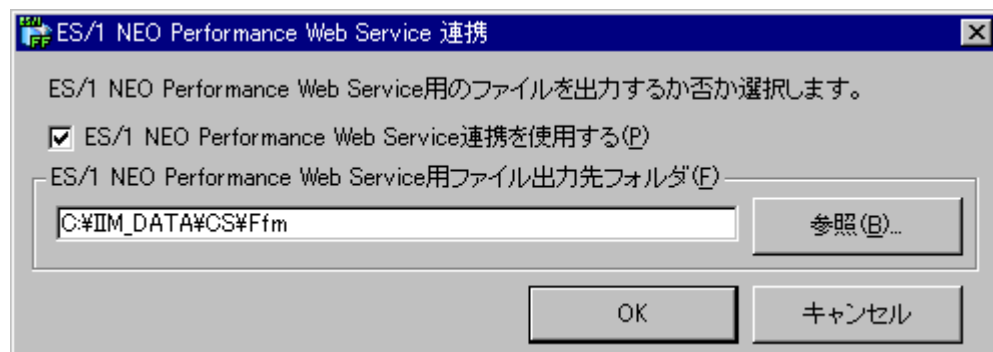 ES/1 NEO Performance Web Service 連携
ES/1 NEO Performance Web Service用のファイルを出力するか否か選択します。
ES/1 NEO Performance Web Service連携を使用する(P)
ES/1 NEO Performance Web Service用ファイル出力先フォルダ(F)
C:¥IIM_DATA¥CS¥Ffm
参照(B)...
OK
キャンセル